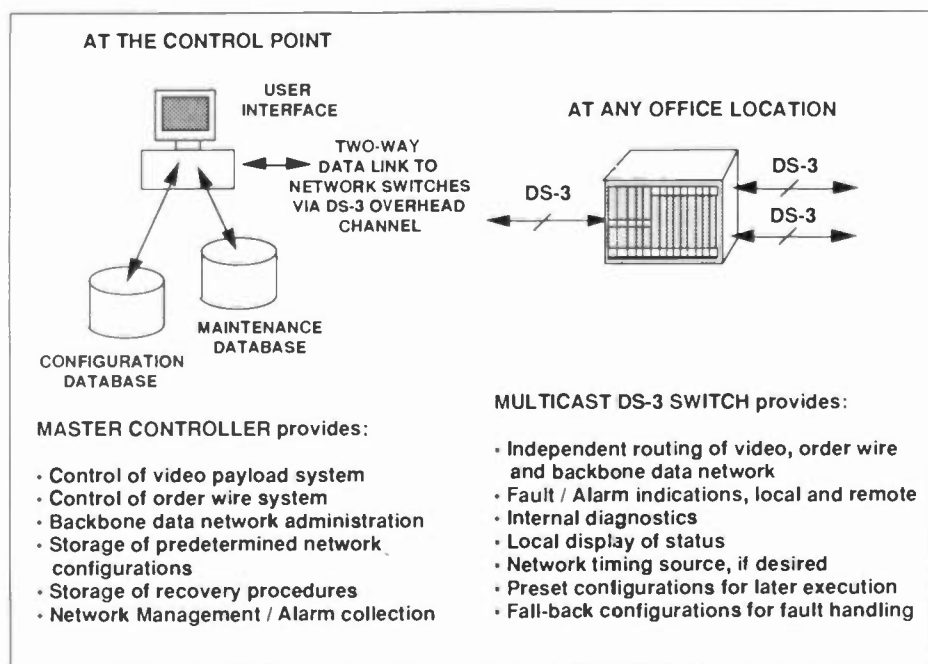 AT THE CONTROL POINT
USER
INTERFACE
TWO-WAY
DATA LINK TO
NETWORK SWITCHES
VIA DS-3 OVERHEAD
CHANNEL
MAINTENANCE
DATABASE
CONFIGURATION
DATABASE
AT ANY OFFICE LOCATION
DS-3
DS-3
DS-3
MASTER CONTROLLER provides:
• Control of video payload system
• Control of order wire system
• Backbone data network administration
• Storage of predetermined network
configurations
• Storage of recovery procedures
• Network Management / Alarm collection
MULTICAST DS-3 SWITCH provides:
• Independent routing of video, order wire
and backbone data network
• Fault / Alarm indications, local and remote
• Internal diagnostics
• Local display of status
• Network timing source, if desired
• Preset configurations for later execution
• Fall-back configurations for fault handling